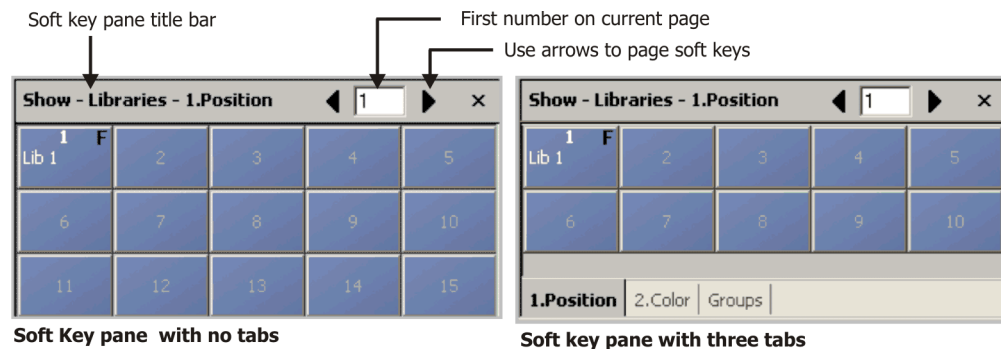 Soft key pane title bar
First number on current page
Use arrows to page soft keys
Show - Libraries - 1.Position 1 ×
1 F
Lib 1 2 3 4 5
6 7 8 9 10
11 12 13 14 15
Soft Key pane with no tabs
Show - Libraries - 1.Position 1 ×
1 F
Lib 1 2 3 4 5
6 7 8 9 10
1.Position 2.Color Groups
Soft key pane with three tabs